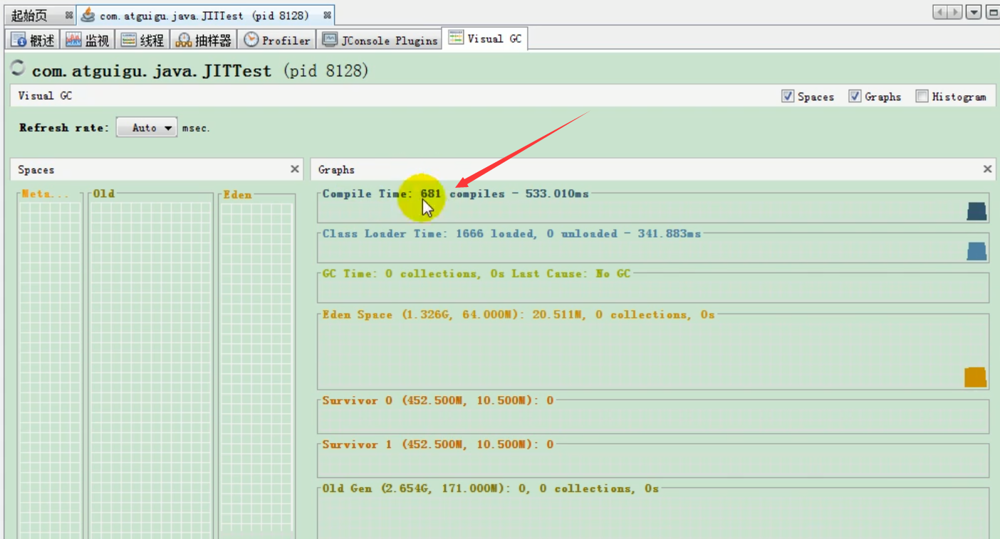 起始页 com.atguigu.java.JITTest (pid 8128)
概述 监视 线程 抽样器 Profiler JConsole Plugins Visual GC
com.atguigu.java.JITTest (pid 8128)
Visual GC Spaces Graphs Histogram
Refresh rate: Auto msec.
Spaces Graphs
Meta... Old Eden
Compile Time: 681 compiles - 533.010ms
Class Loader Time: 1666 loaded, 0 unloaded - 341.883ms
GC Time: 0 collections, 0s Last Cause: No GC
Eden Space (1.326G, 64.000M): 20.511M, 0 collections, 0s
Survivor 0 (452.500M, 10.500M): 0
Survivor 1 (452.500M, 10.500M): 0
Old Gen (2.654G, 171.000M): 0, 0 collections, 0s